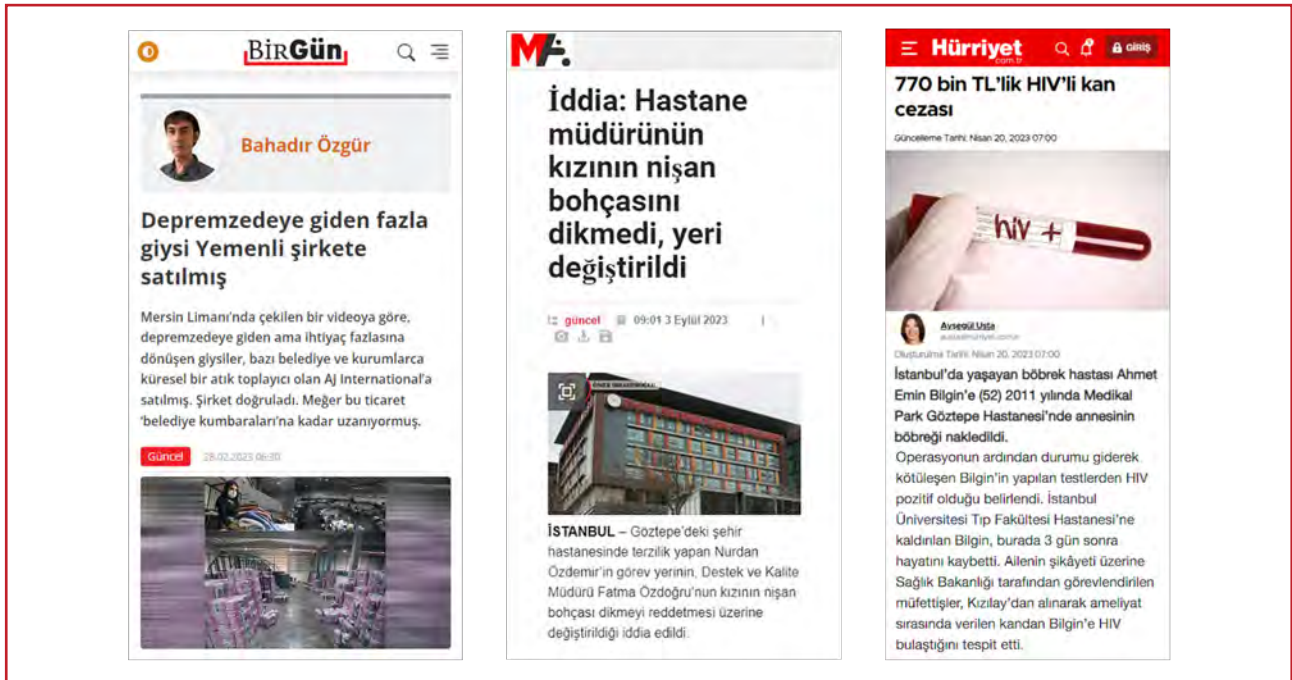 BİRGün
Bahadır Özgür
Depremzedeye giden fazla
giysi Yemenli şirkete
satılmış
Mersin Limanı'nda çekilen bir videoya göre,
depremzedeye giden ama ihtiyaç fazlasına
dönüşen giysiler, bazı belediye ve kurumlarca
küresel bir atık toplayıcı olan AJ International'a
satılmış. Şirket doğruladı. Meğer bu ticaret
'belediye kumbaraları'na kadar uzanıyormuş.
Güncel 28.02.2023 06:30
MA.
İddia: Hastane
müdürünün
kızının nişan
bohçasını
dikmedi, yeri
değiştirildi
güncel 09:01 3 Eylül 2023
İSTANBUL – Göztepe'deki şehir
hastanesinde terzilik yapan Nurdan
Özdemir'in görev yerinin, Destek ve Kalite
Müdürü Fatma Özdoğru'nun kızının nişan
bohçası dikmeyi reddetmesi üzerine
değiştirildiği iddia edildi.
Hürriyet
com.tr
GİRİŞ
770 bin TL'lik HIV'li kan
cezası
Güncelleme Tarihi: Nisan 20, 2023 07:00
hiv +
Ayşegül Usta
Oluşturulma Tarihi: Nisan 20, 2023 07:00
İstanbul'da yaşayan böbrek hastası Ahmet
Emin Bilgin'e (52) 2011 yılında Medikal
Park Göztepe Hastanesi'nde annesinin
böbreği nakledildi.
Operasyonun ardından durumu giderek
kötüleşen Bilgin'in yapılan testlerden HIV
pozitif olduğu belirlendi. İstanbul
Üniversitesi Tıp Fakültesi Hastanesi'ne
kaldırılan Bilgin, burada 3 gün sonra
hayatını kaybetti. Ailenin şikâyeti üzerine
Sağlık Bakanlığı tarafından görevlendirilen
müfettişler, Kızılay'dan alınarak ameliyat
sırasında verilen kandan Bilgin'e HIV
bulaştığını tespit etti.